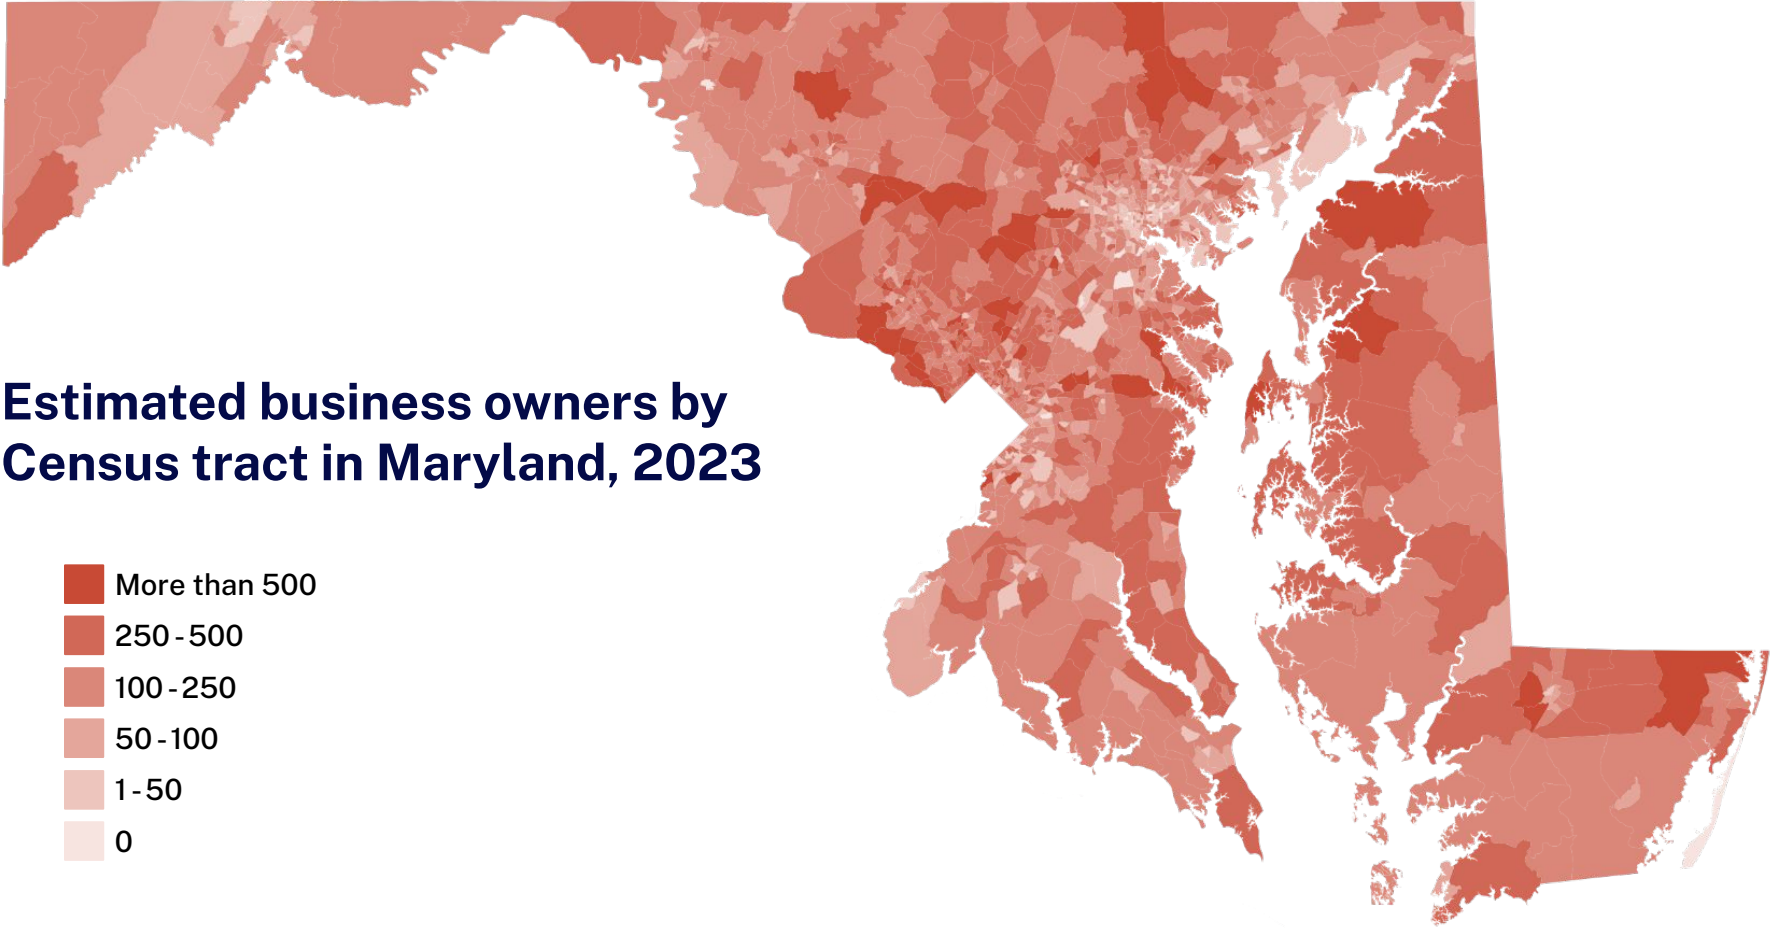 Estimated business owners by
Census tract in Maryland, 2023
More than 500
250 - 500
100 - 250
50 - 100
1 - 50
0